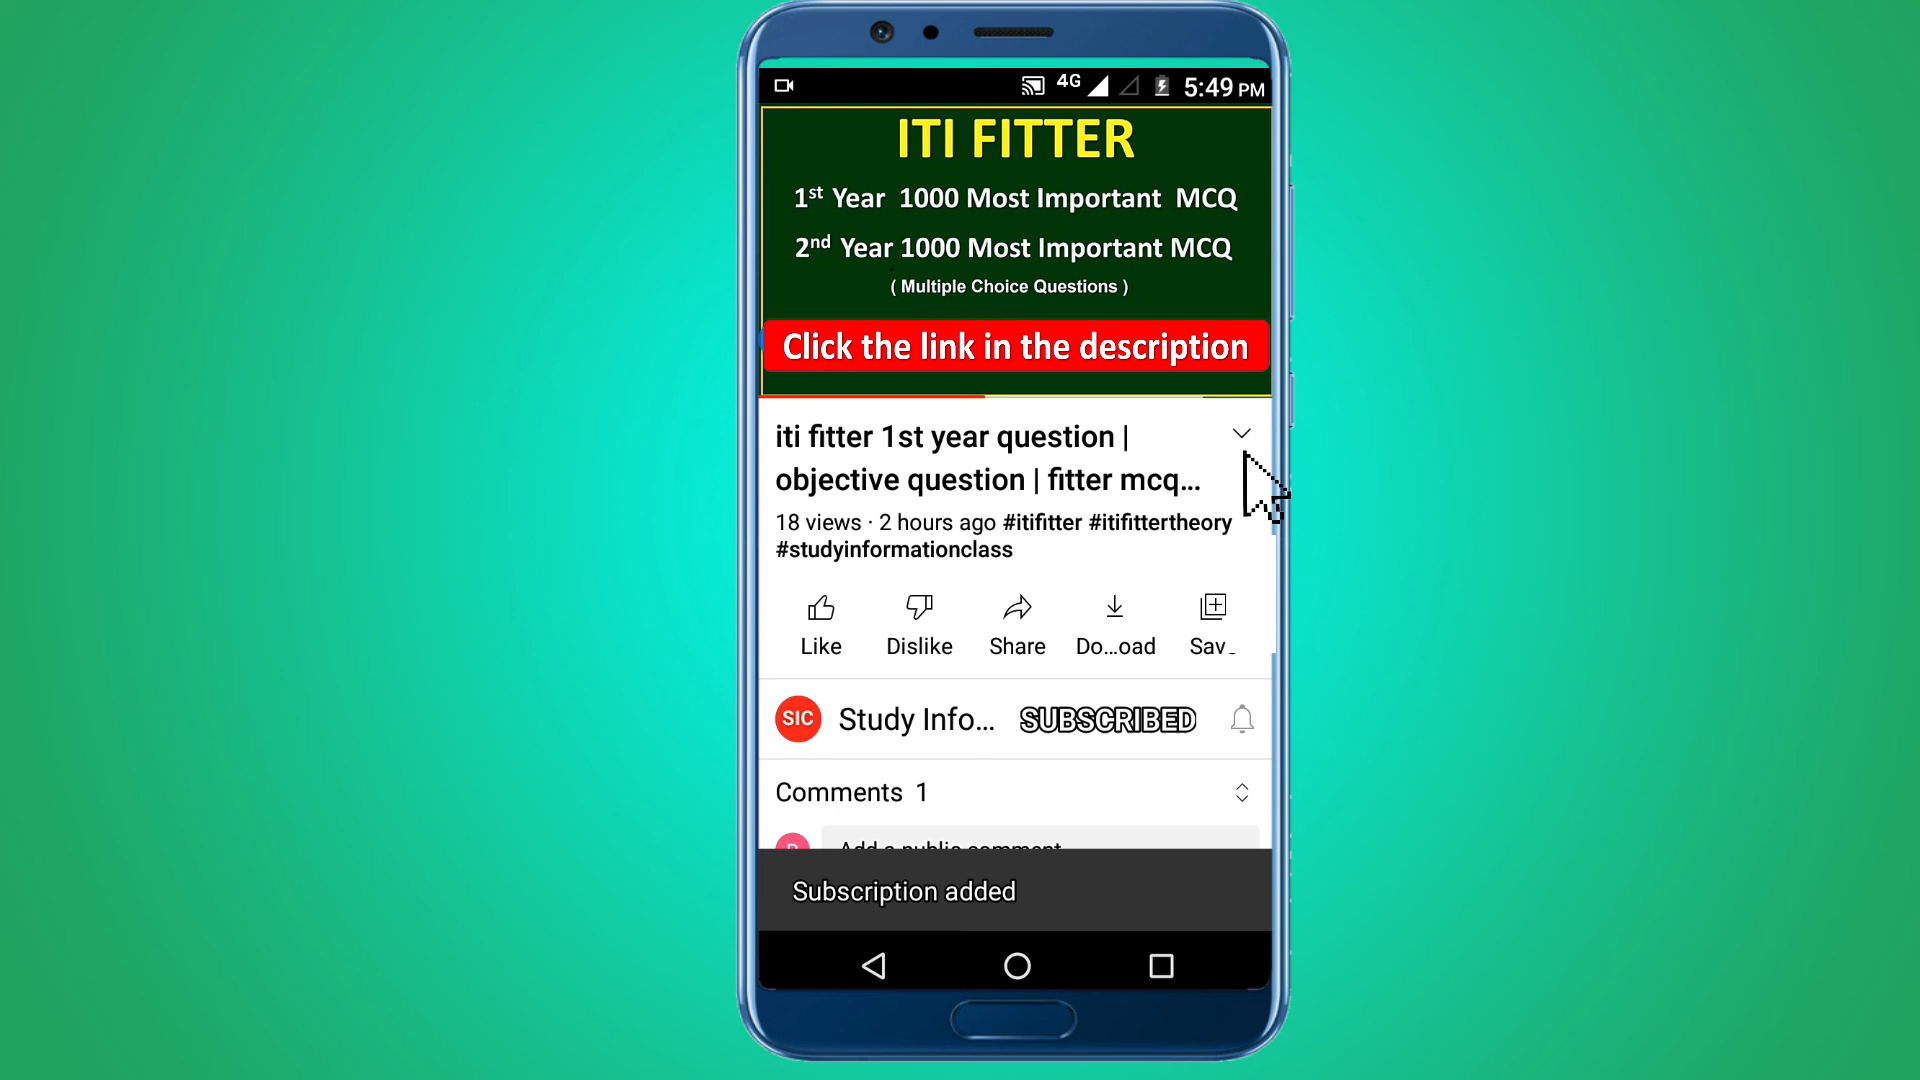 4G 5:49 PM
ITI FITTER
1st Year 1000 Most Important MCQ
2nd Year 1000 Most Important MCQ
( Multiple Choice Questions )
Click the link in the description
iti fitter 1st year question |
objective question | fitter mcq...
18 views · 2 hours ago #itifitter #itifittertheory
#studyinformationclass
Like Dislike Share Do...oad Sav
SIC Study Info... SUBSCRIBED
Comments 1
Add a public comment
Subscription added